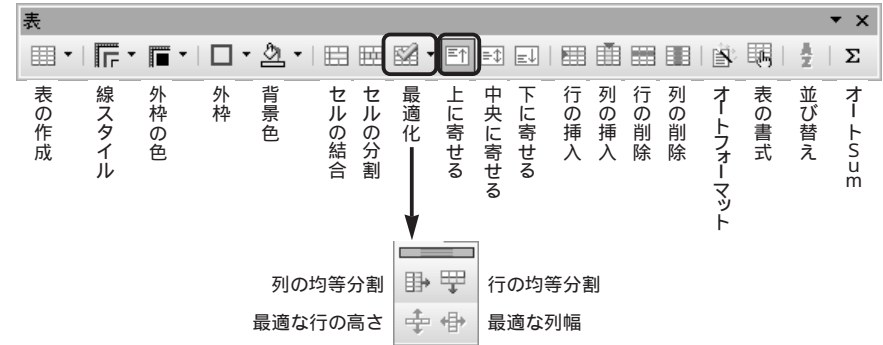 表
表の作成
線スタイル
外枠の色
外枠
背景色
セルの結合
セルの分割
最適化
上に寄せる
中央に寄せる
下に寄せる
行の挿入
列の挿入
行の削除
列の削除
オートフォーマット
表の書式
並び替え
オートSum
列の均等分割
行の均等分割
最適な行の高さ
最適な列幅